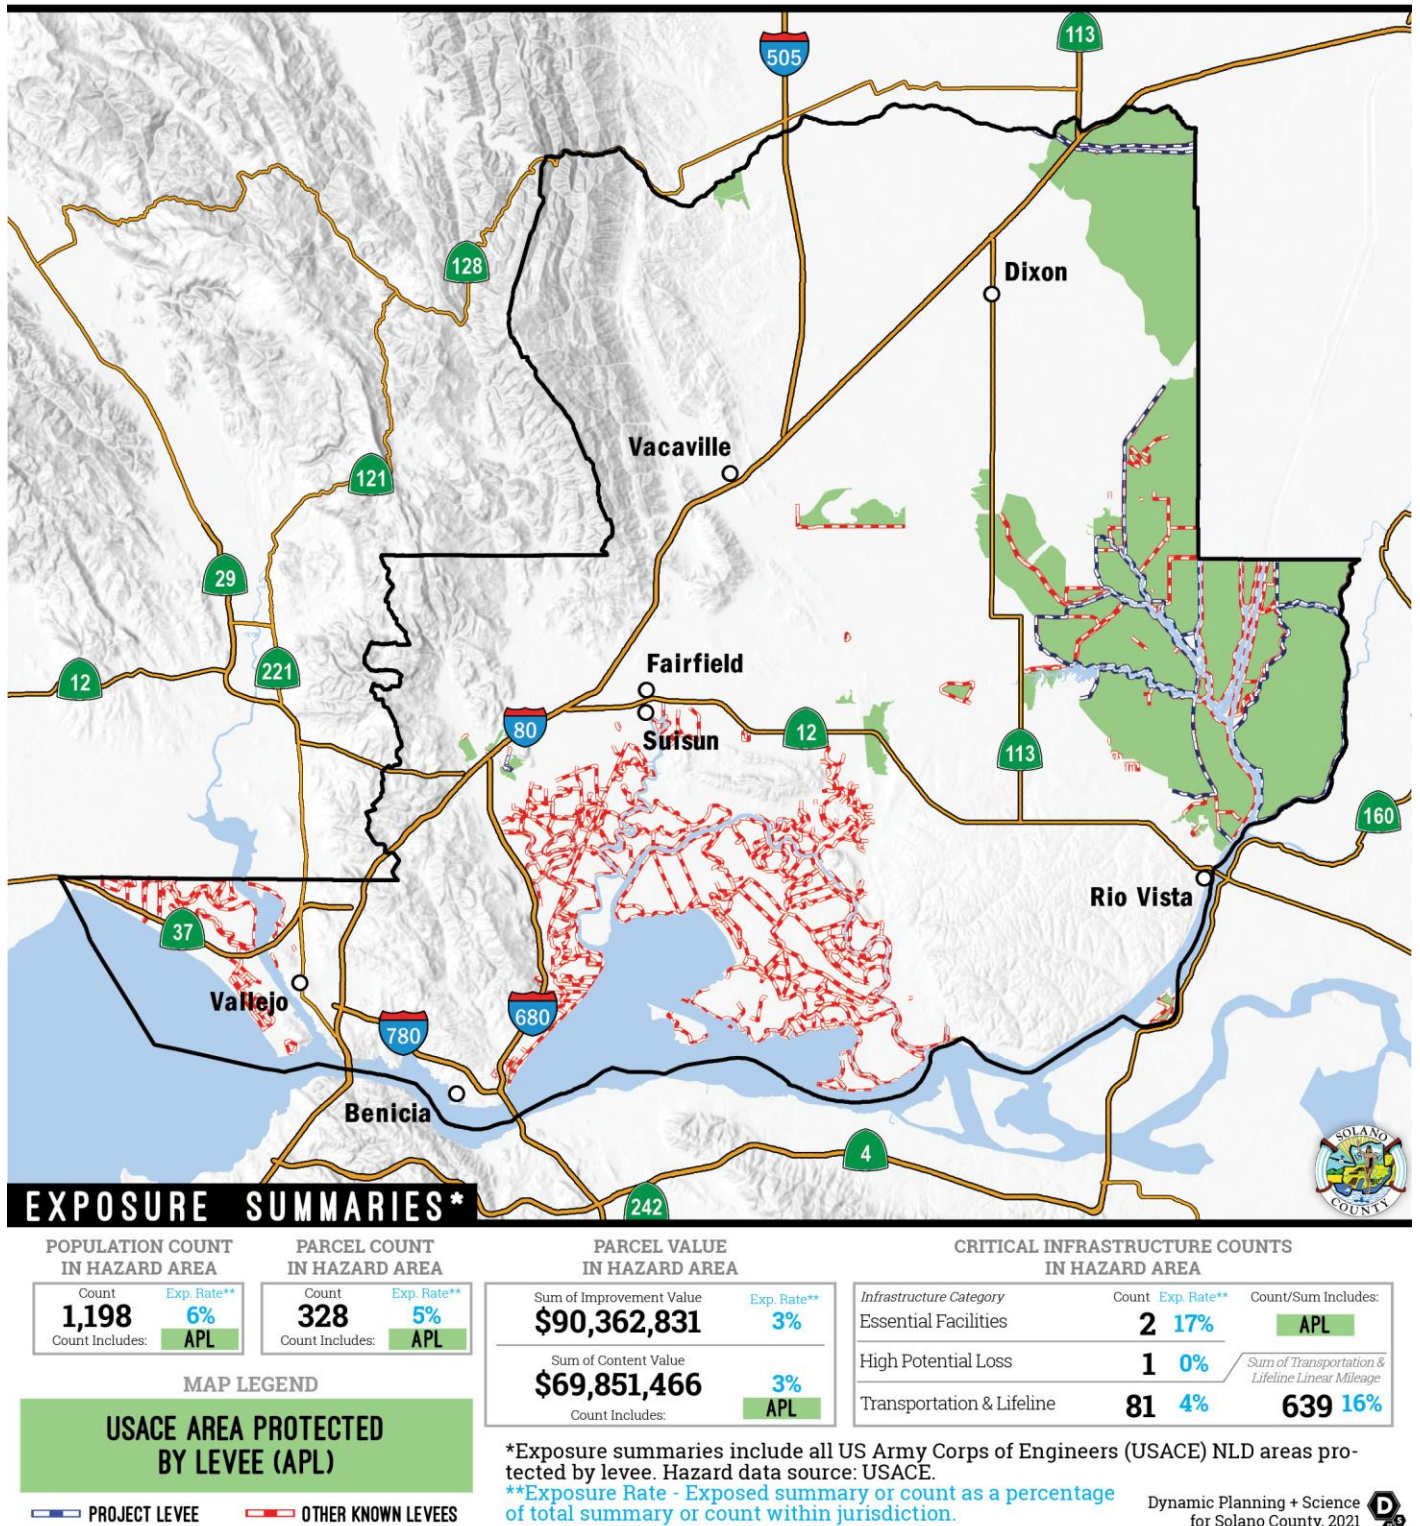 505
113
128
Dixon
Vacaville
121
29
221
12
Fairfield
80
Suisun
12
113
160
Rio Vista
37
Vallejo
680
780
Benicia
4
242
SOLANO
COUNTY
EXPOSURE SUMMARIES*
POPULATION COUNT
IN HAZARD AREA
Count Exp. Rate**
1,198 6%
Count Includes: APL
PARCEL COUNT
IN HAZARD AREA
Count Exp. Rate**
328 5%
Count Includes: APL
PARCEL VALUE
IN HAZARD AREA
Sum of Improvement Value Exp. Rate**
$90,362,831 3%
Sum of Content Value
$69,851,466 3%
Count Includes: APL
CRITICAL INFRASTRUCTURE COUNTS
IN HAZARD AREA
Infrastructure Category Count Exp. Rate** Count/Sum Includes:
Essential Facilities 2 17% APL
High Potential Loss 1 0% Sum of Transportation &
Lifeline Linear Mileage
Transportation & Lifeline 81 4% 639 16%
MAP LEGEND
USACE AREA PROTECTED
BY LEVEE (APL)
PROJECT LEVEE OTHER KNOWN LEVEES
*Exposure summaries include all US Army Corps of Engineers (USACE) NLD areas pro-
tected by levee. Hazard data source: USACE.
**Exposure Rate - Exposed summary or count as a percentage
of total summary or count within jurisdiction.
Dynamic Planning + Science
for Solano County, 2021
D